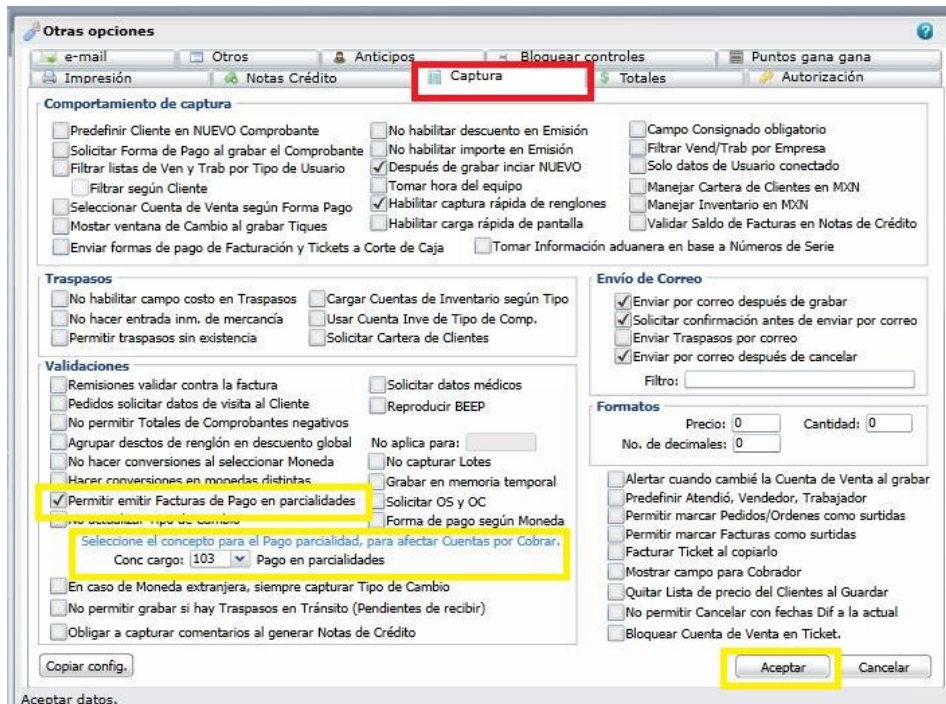 Otras opciones
e-mail
Otros
Anticipos
Bloquear controles
Puntos gana gana
Impresión
Notas Crédito
Captura
Totales
Autorización
Comportamiento de captura
Predefinir Cliente en NUEVO Comprobante
Solicitar Forma de Pago al grabar el Comprobante
Filtrar listas de Ven y Trab por Tipo de Usuario
Filtrar según Cliente
Seleccionar Cuenta de Venta según Forma Pago
Mostar ventana de Cambio al grabar Tiques
Enviar formas de pago de Facturación y Tickets a Corte de Caja
No habilitar descuento en Emisión
No habilitar importe en Emisión
Después de grabar inciar NUEVO
Tomar hora del equipo
Habilitar captura rápida de renglones
Habilitar carga rápida de pantalla
Tomar Información aduanera en base a Números de Serie
Campo Consignado obligatorio
Filtrar Vend/Trab por Empresa
Solo datos de Usuario conectado
Manejar Cartera de Clientes en MXN
Manejar Inventario en MXN
Validar Saldo de Facturas en Notas de Crédito
Traspasos
No habilitar campo costo en Traspasos
No hacer entrada inm. de mercancía
Permitir traspasos sin existencia
Cargar Cuentas de Inventario según Tipo
Usar Cuenta Inve de Tipo de Comp.
Solicitar Cartera de Clientes
Envío de Correo
Enviar por correo después de grabar
Solicitar confirmación antes de enviar por correo
Enviar Traspasos por correo
Enviar por correo después de cancelar
Filtro:
Validaciones
Remisiones validar contra la factura
Pedidos solicitar datos de visita al Cliente
No permitir Totales de Comprobantes negativos
Agrupar desctos de renglón en descuento global
No hacer conversiones al seleccionar Moneda
Hacer conversiones en monedas distintas
Permitir emitir Facturas de Pago en parcialidades
No actualizar Tipo de Cambio
Solicitar datos médicos
Reproducir BEEP
No aplica para:
No capturar Lotes
Grabar en memoria temporal
Solicitar OS y OC
Forma de pago según Moneda
Seleccione el concepto para el Pago parcialidad, para afectar Cuentas por Cobrar.
Conc cargo: 103 Pago en parcialidades
En caso de Moneda extranjera, siempre capturar Tipo de Cambio
No permitir grabar si hay Traspasos en Tránsito (Pendientes de recibir)
Obligar a capturar comentarios al generar Notas de Crédito
Formatos
Precio: 0 Cantidad: 0
No. de decimales: 0
Alertar cuando cambié la Cuenta de Venta al grabar
Predefinir Atendió, Vendedor, Trabajador
Permitir marcar Pedidos/Ordenes como surtidas
Permitir marcar Facturas como surtidas
Facturar Ticket al copiarlo
Mostrar campo para Cobrador
Quitar Lista de precio del Clientes al Guardar
No permitir Cancelar con fechas Dif a la actual
Bloquear Cuenta de Venta en Ticket.
Copiar config.
Aceptar
Cancelar
Aceptar datos.